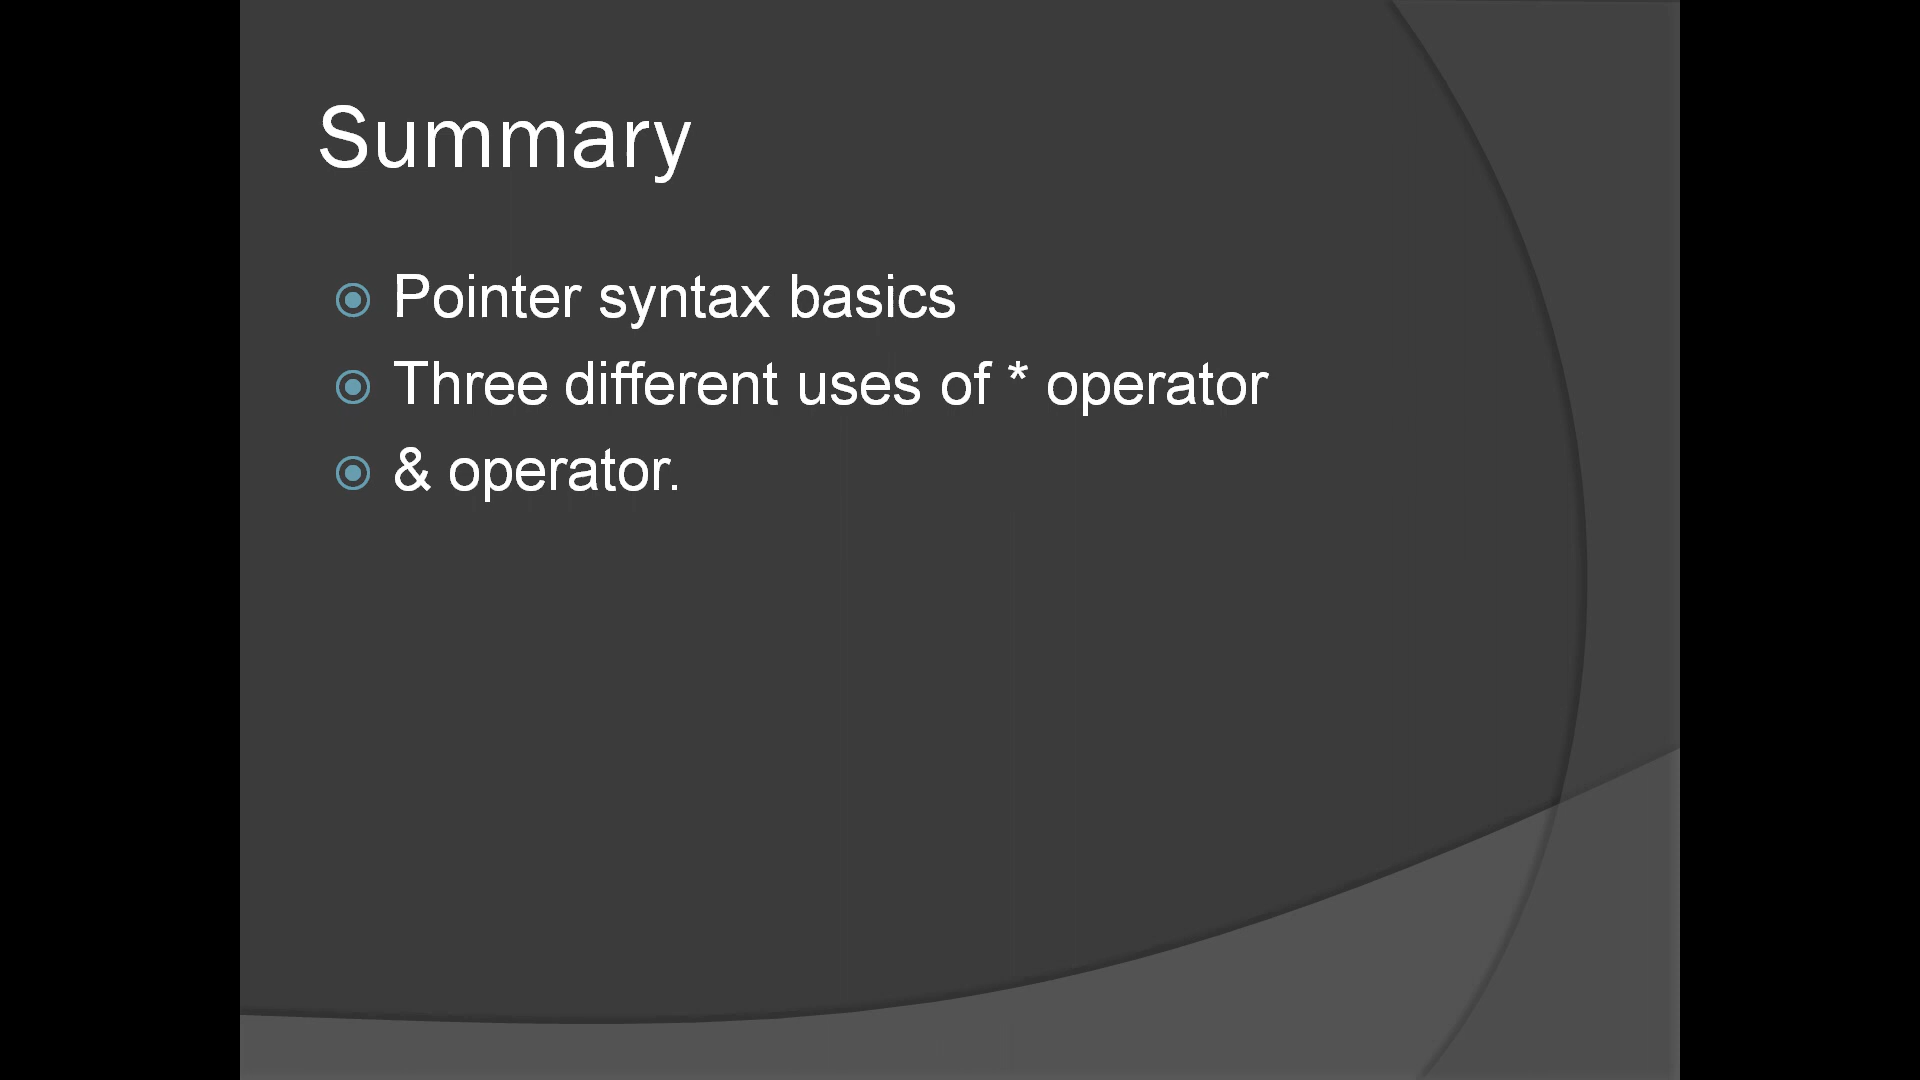 Summary
Pointer syntax basics
Three different uses of * operator
& operator.